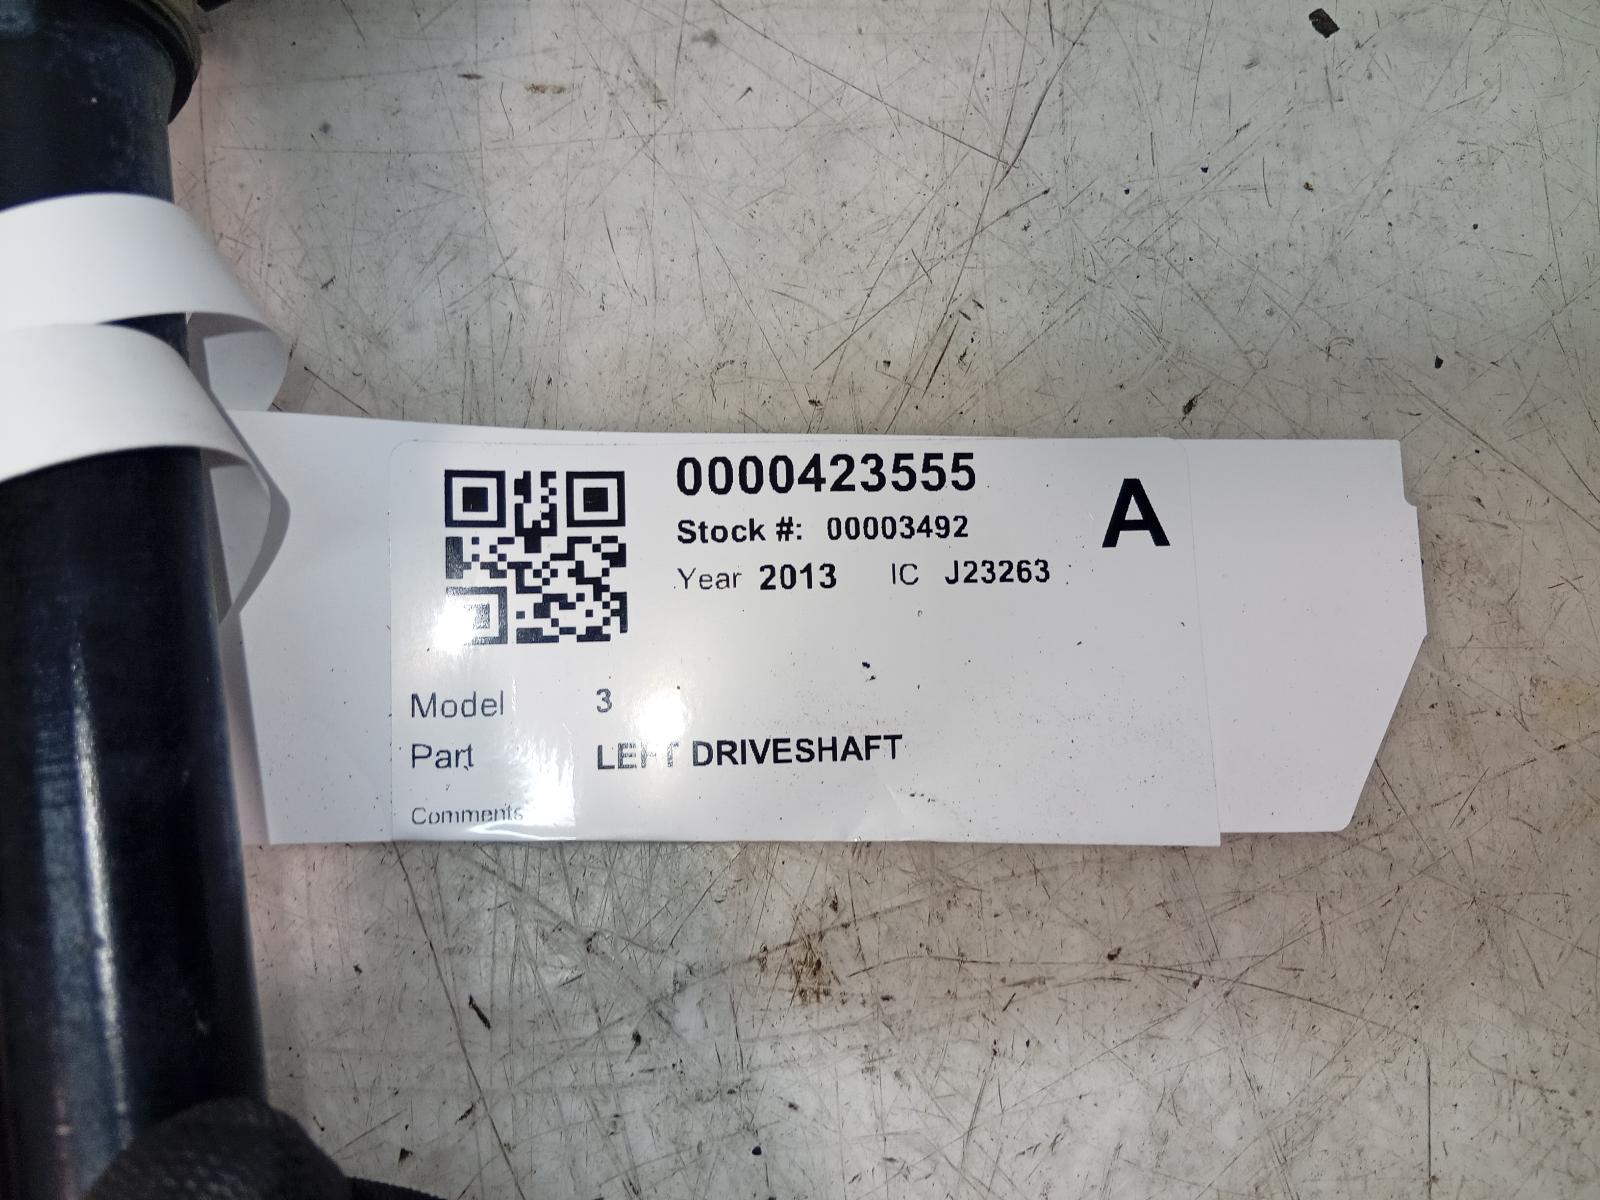 0000423555
A
Stock #: 00003492
Year 2013 IC J23263
Model 3
Part LEFT DRIVESHAFT
Comments